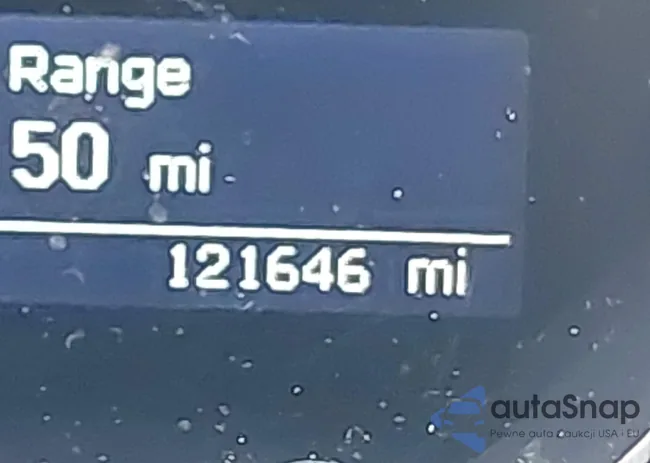 Range
50 mi
121646 mi
autaSnap
Pewne auta z aukcji USA i EU